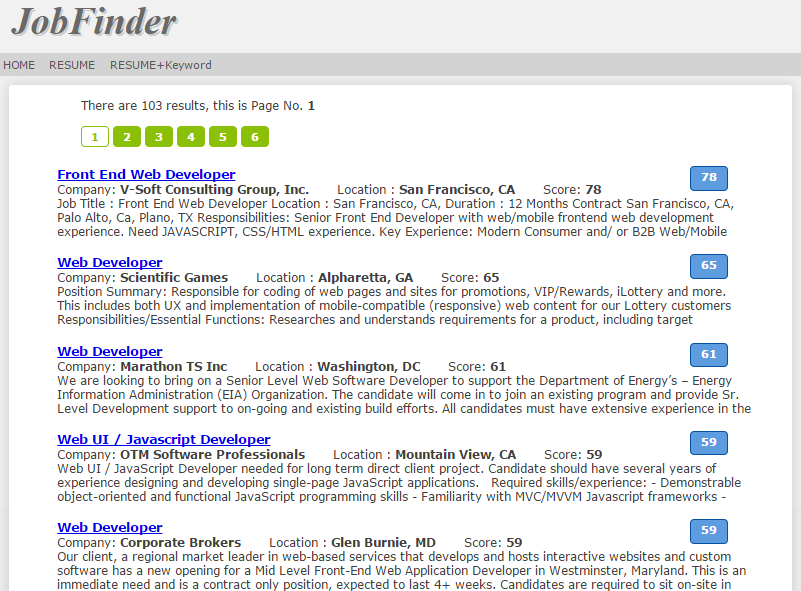 JobFinder
HOME RESUME RESUME+Keyword
There are 103 results, this is Page No. 1
1 2 3 4 5 6
Front End Web Developer 78
Company: V-Soft Consulting Group, Inc. Location : San Francisco, CA Score: 78
Job Title : Front End Web Developer Location : San Francisco, CA, Duration : 12 Months Contract San Francisco, CA,
Palo Alto, Ca, Plano, TX Responsibilities: Senior Front End Developer with web/mobile frontend web development
experience. Need JAVASCRIPT, CSS/HTML experience. Key Experience: Modern Consumer and/ or B2B Web/Mobile
Web Developer 65
Company: Scientific Games Location : Alpharetta, GA Score: 65
Position Summary: Responsible for coding of web pages and sites for promotions, VIP/Rewards, iLottery and more.
This includes both UX and implementation of mobile-compatible (responsive) web content for our Lottery customers
Responsibilities/Essential Functions: Researches and understands requirements for a product, including target
Web Developer 61
Company: Marathon TS Inc Location : Washington, DC Score: 61
We are looking to bring on a Senior Level Web Software Developer to support the Department of Energy’s – Energy
Information Administration (EIA) Organization. The candidate will come in to join an existing program and provide Sr.
Level Development support to on-going and existing build efforts. All candidates must have extensive experience in the
Web UI / Javascript Developer 59
Company: OTM Software Professionals Location : Mountain View, CA Score: 59
Web UI / JavaScript Developer needed for long term direct client project. Candidate should have several years of
experience designing and developing single-page JavaScript applications. Required skills/experience: - Demonstrable
object-oriented and functional JavaScript programming skills - Familiarity with MVC/MVVM Javascript frameworks -
Web Developer 59
Company: Corporate Brokers Location : Glen Burnie, MD Score: 59
Our client, a regional market leader in web-based services that develops and hosts interactive websites and custom
software has a new opening for a Mid Level Front-End Web Application Developer in Westminster, Maryland. This is an
immediate need and is a contract only position, expected to last 4+ weeks. Candidates are required to sit on-site in